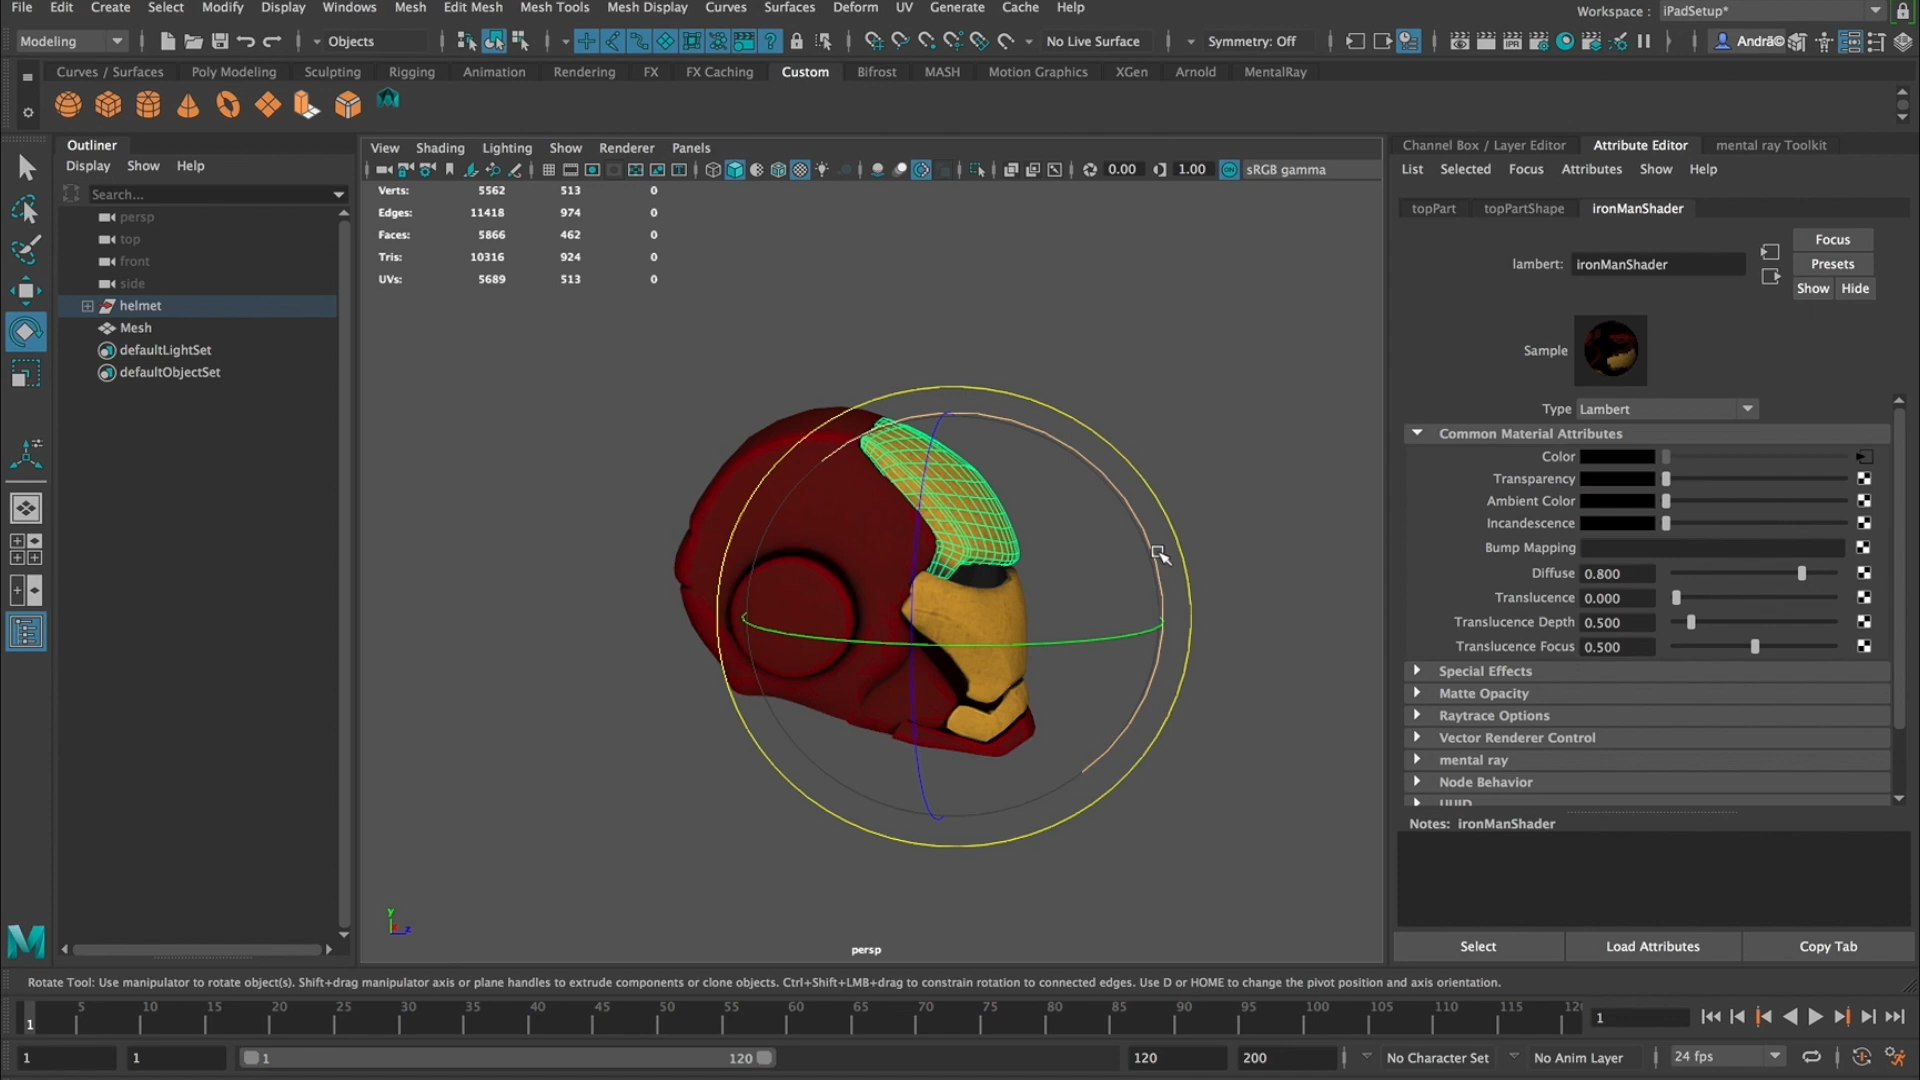 File Edit Create Select Modify Display Windows Mesh Edit Mesh Mesh Tools Mesh Display Curves Surfaces Deform UV Generate Cache Help
Workspace : iPadSetup*
Modeling Objects No Live Surface Symmetry: Off
Curves / Surfaces Poly Modeling Sculpting Rigging Animation Rendering FX FX Caching Custom Bifrost MASH Motion Graphics XGen Arnold MentalRay
Outliner
Display Show Help
Search...
persp
top
front
side
helmet
Mesh
defaultLightSet
defaultObjectSet
View Shading Lighting Show Renderer Panels
0.00 1.00 sRGB gamma
Verts: 5562 513 0
Edges: 11418 974 0
Faces: 5866 462 0
Tris: 10316 924 0
UVs: 5689 513 0
persp
Channel Box / Layer Editor Attribute Editor mental ray Toolkit
List Selected Focus Attributes Show Help
topPart topPartShape ironManShader
Focus
lambert: ironManShader
Presets
Show Hide
Sample
Type Lambert
Common Material Attributes
Color
Transparency
Ambient Color
Incandescence
Bump Mapping
Diffuse 0.800
Translucence 0.000
Translucence Depth 0.500
Translucence Focus 0.500
Special Effects
Matte Opacity
Raytrace Options
Vector Renderer Control
mental ray
Node Behavior
UUID
Notes: ironManShader
Select Load Attributes Copy Tab
Rotate Tool: Use manipulator to rotate object(s). Shift+drag manipulator axis or plane handles to extrude components or clone objects. Ctrl+Shift+LMB+drag to constrain rotation to connected edges. Use D or HOME to change the pivot position and axis orientation.
5 10 15 20 25 30 35 40 45 50 55 60 65 70 75 80 85 90 95 100 105 110 115
1 1
1 1 1 120 120 200 No Character Set No Anim Layer 24 fps